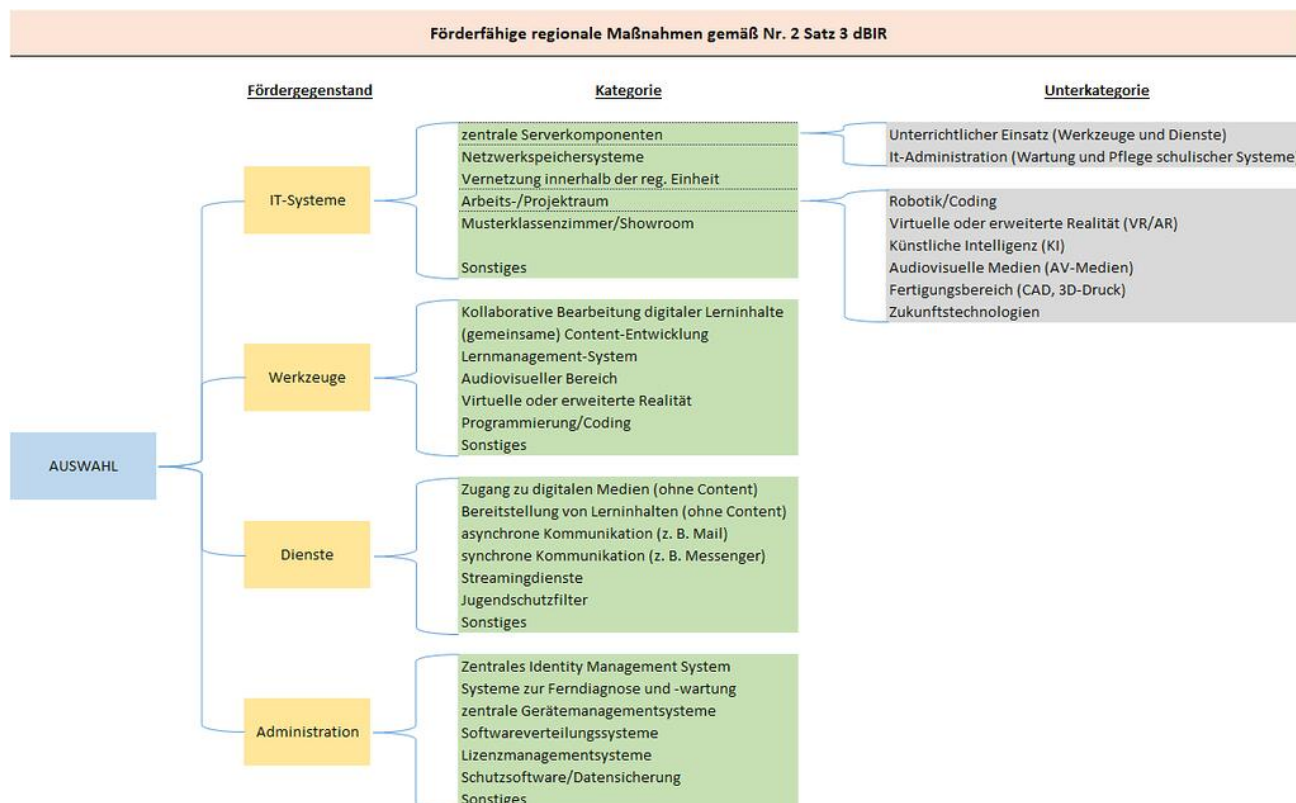 Förderfähige regionale Maßnahmen gemäß Nr. 2 Satz 3 dBIR
Fördergegenstand
Kategorie
Unterkategorie
AUSWAHL
IT-Systeme
zentrale Serverkomponenten
Netzwerkspeichersysteme
Vernetzung innerhalb der reg. Einheit
Arbeits-/Projektraum
Musterklassenzimmer/Showroom
Sonstiges
Unterrichtlicher Einsatz (Werkzeuge und Dienste)
It-Administration (Wartung und Pflege schulischer Systeme)
Robotik/Coding
Virtuelle oder erweiterte Realität (VR/AR)
Künstliche Intelligenz (KI)
Audiovisuelle Medien (AV-Medien)
Fertigungsbereich (CAD, 3D-Druck)
Zukunftstechnologien
Werkzeuge
Kollaborative Bearbeitung digitaler Lerninhalte
(gemeinsame) Content-Entwicklung
Lernmanagement-System
Audiovisueller Bereich
Virtuelle oder erweiterte Realität
Programmierung/Coding
Sonstiges
Dienste
Zugang zu digitalen Medien (ohne Content)
Bereitstellung von Lerninhalten (ohne Content)
asynchrone Kommunikation (z. B. Mail)
synchrone Kommunikation (z. B. Messenger)
Streamingdienste
Jugendschutzfilter
Sonstiges
Administration
Zentrales Identity Management System
Systeme zur Ferndiagnose und -wartung
zentrale Gerätemanagementsysteme
Softwareverteilungssysteme
Lizenzmanagementsysteme
Schutzsoftware/Datensicherung
Sonstiges